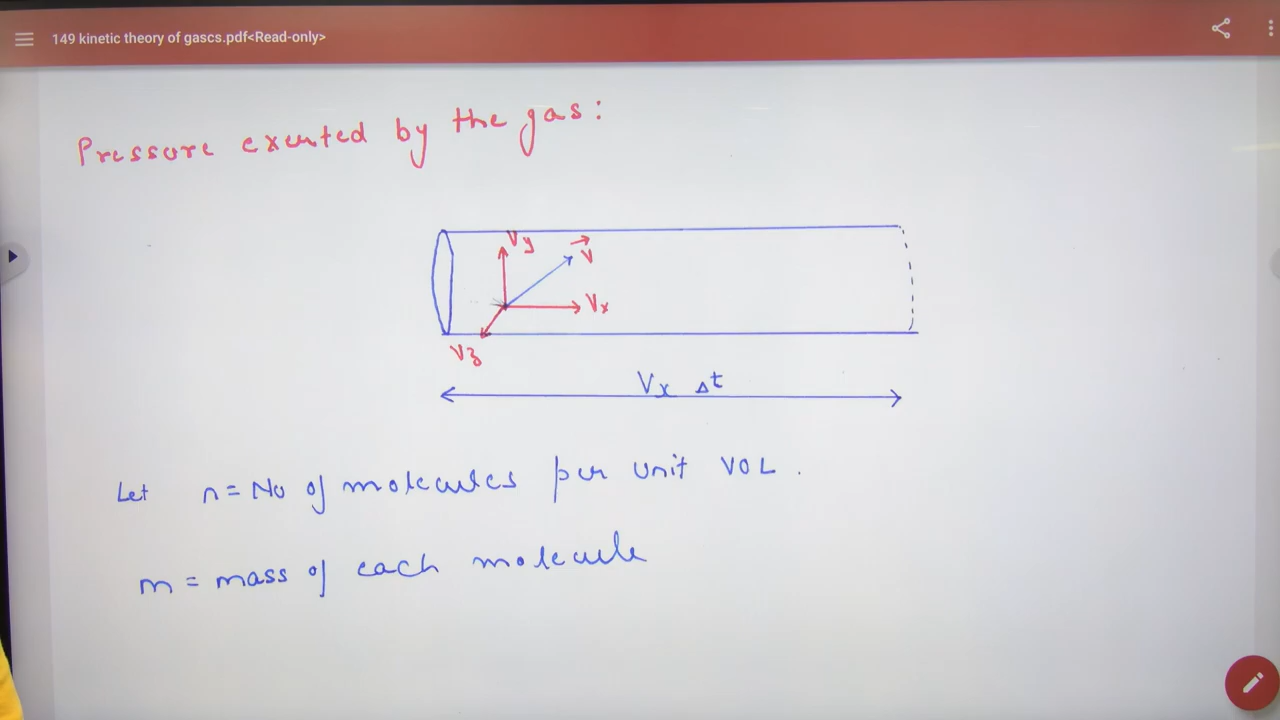 149 kinetic theory of gascs.pdf<Read-only>
Pressure exerted by the gas:
Vy
V
Vx
Vz
Vx Δt
Let n = No of molecules per unit VOL.
m = mass of each molecule